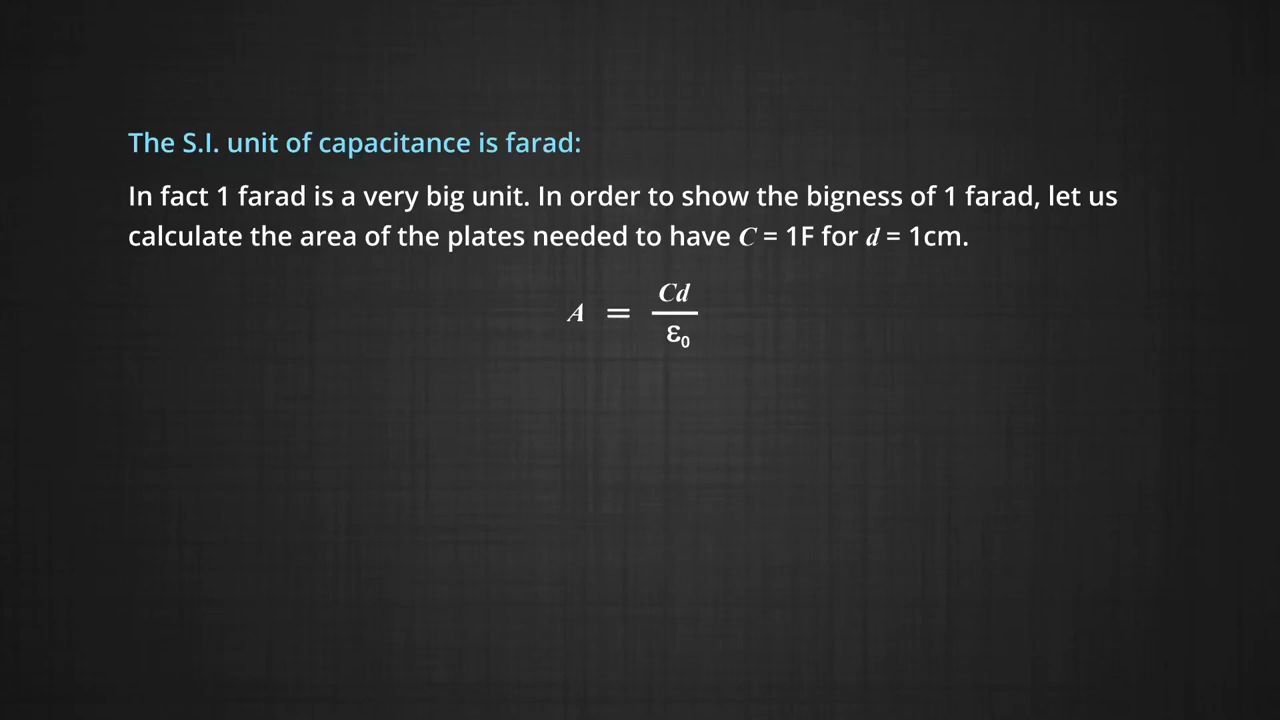 The S.I. unit of capacitance is farad:
In fact 1 farad is a very big unit. In order to show the bigness of 1 farad, let us
calculate the area of the plates needed to have C = 1F for d = 1cm.
A = Cd / ε₀